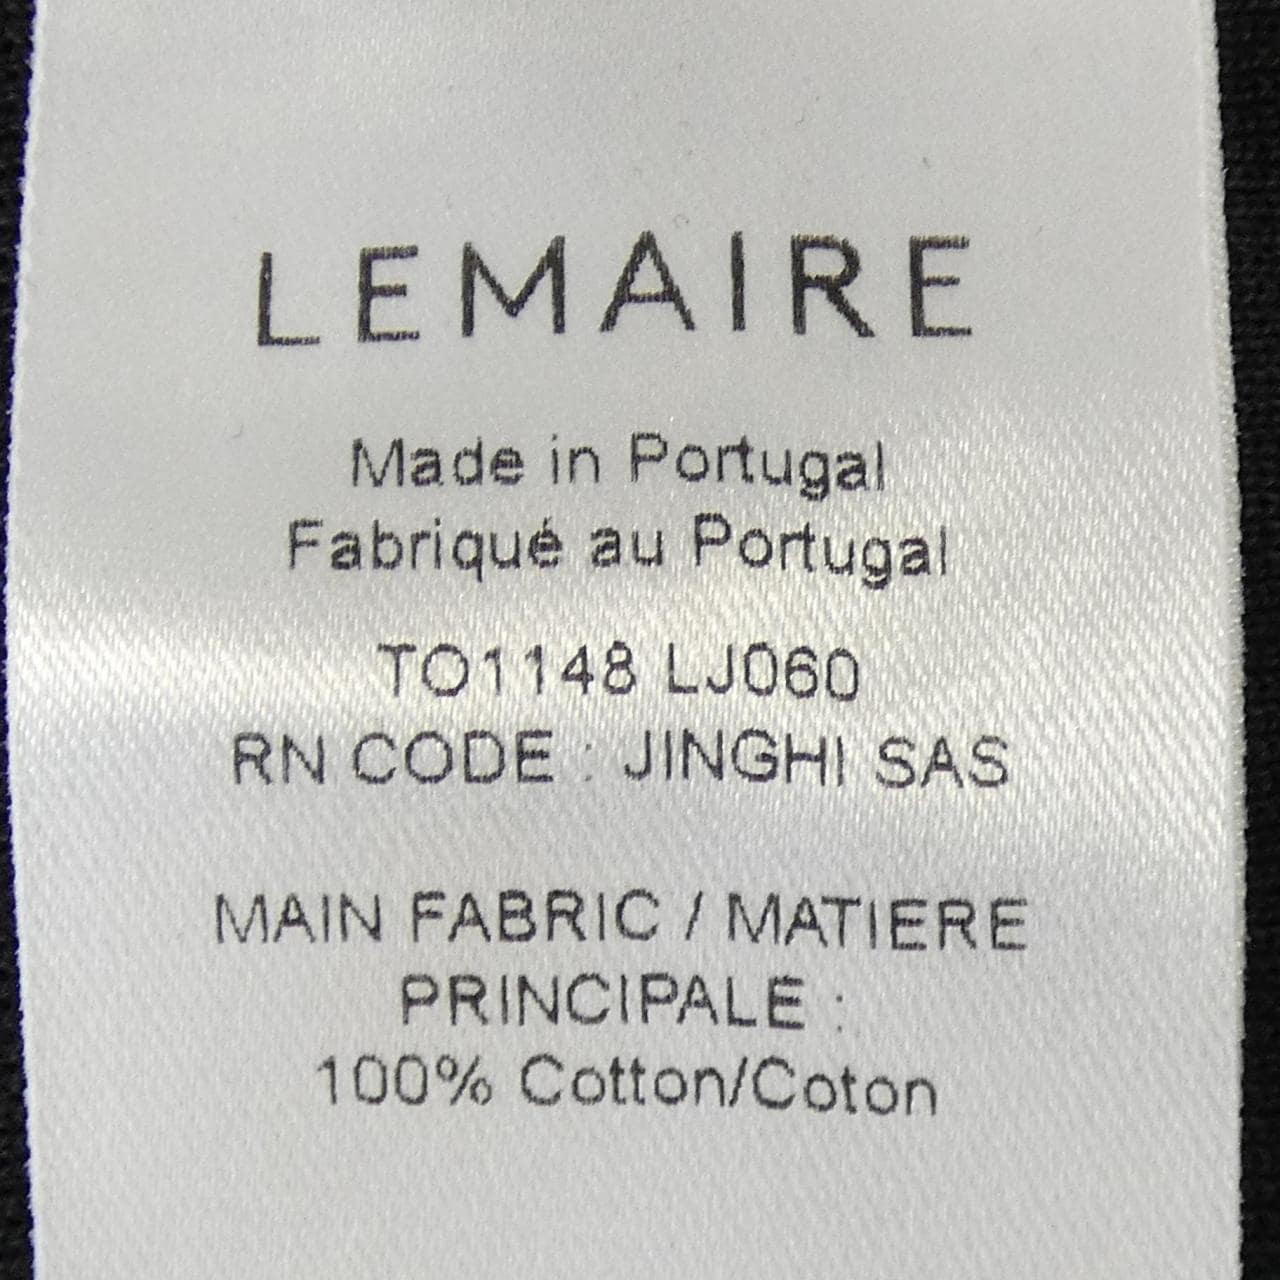 LEMAIRE
Made in Portugal
Fabriqué au Portugal
TO1148 LJ060
RN CODE : JINGHI SAS
MAIN FABRIC / MATIERE
PRINCIPALE :
100% Cotton/Coton